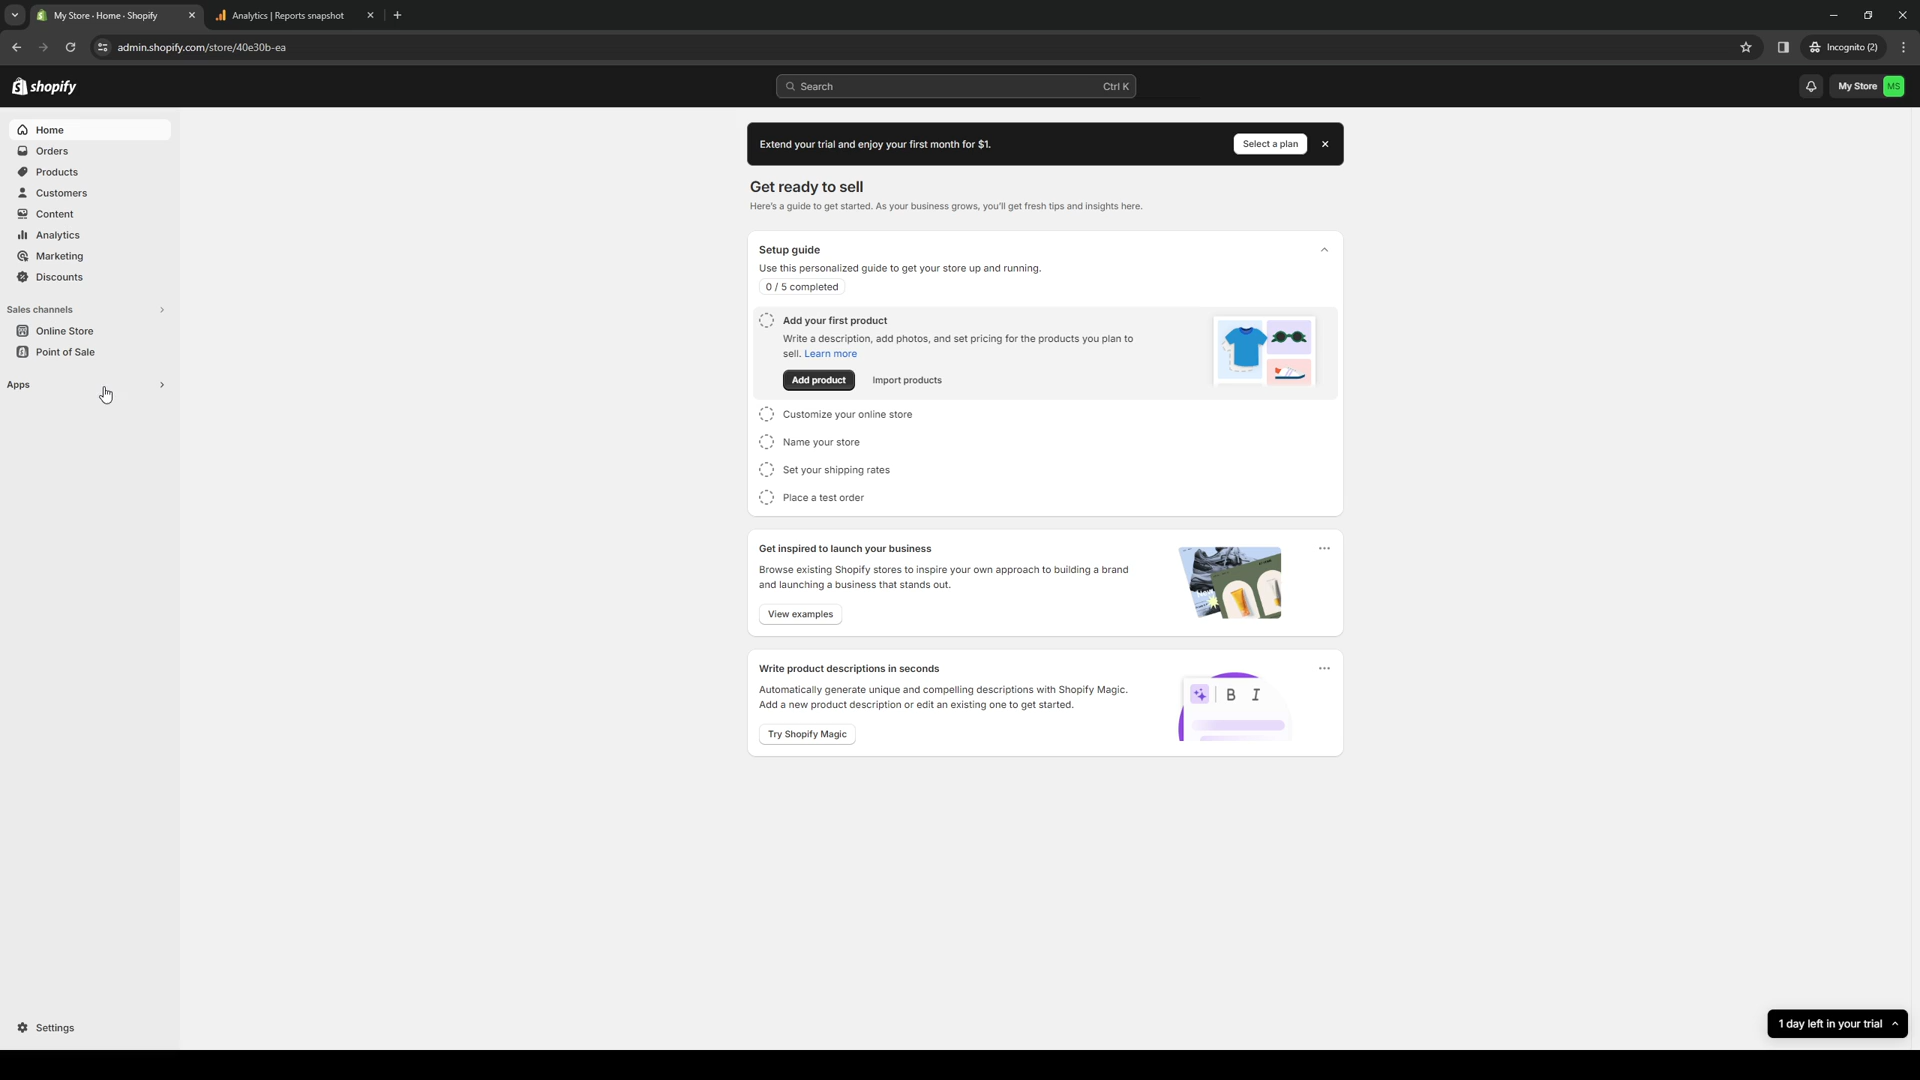 My Store · Home · Shopify
Analytics | Reports snapshot
admin.shopify.com/store/40e30b-ea
Incognito (2)
shopify
Search
Ctrl K
My Store
MS
Home
Orders
Products
Customers
Content
Analytics
Marketing
Discounts
Sales channels
Online Store
Point of Sale
Apps
Settings
Extend your trial and enjoy your first month for $1.
Select a plan
Get ready to sell
Here's a guide to get started. As your business grows, you'll get fresh tips and insights here.
Setup guide
Use this personalized guide to get your store up and running.
0 / 5 completed
Add your first product
Write a description, add photos, and set pricing for the products you plan to
sell. Learn more
Add product
Import products
Customize your online store
Name your store
Set your shipping rates
Place a test order
Get inspired to launch your business
Browse existing Shopify stores to inspire your own approach to building a brand
and launching a business that stands out.
View examples
Write product descriptions in seconds
Automatically generate unique and compelling descriptions with Shopify Magic.
Add a new product description or edit an existing one to get started.
Try Shopify Magic
B I
1 day left in your trial